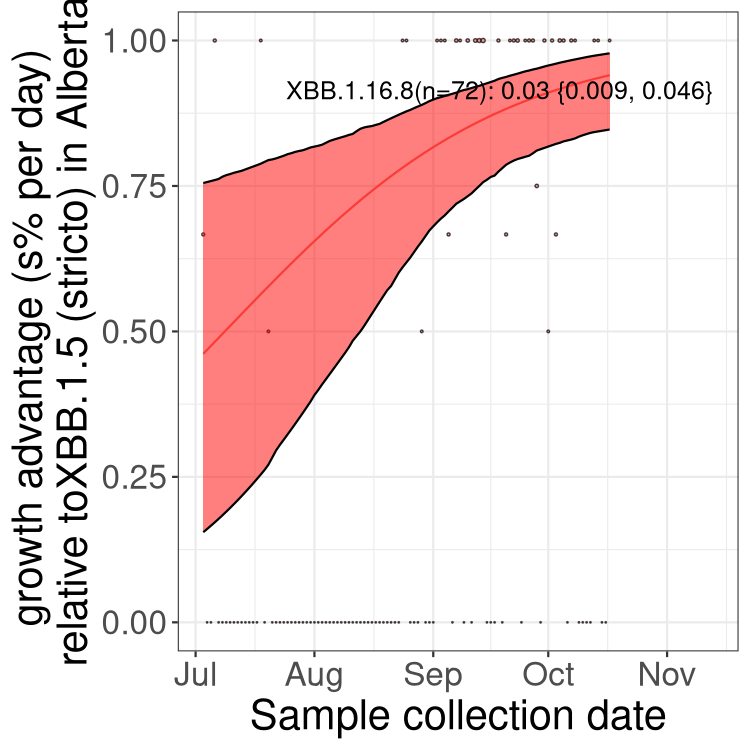 growth advantage (s% per day)
relative toXBB.1.5 (stricto) in Alberta
1.00
0.75
0.50
0.25
0.00
XBB.1.16.8(n=72): 0.03 {0.009, 0.046}
Jul Aug Sep Oct Nov
Sample collection date